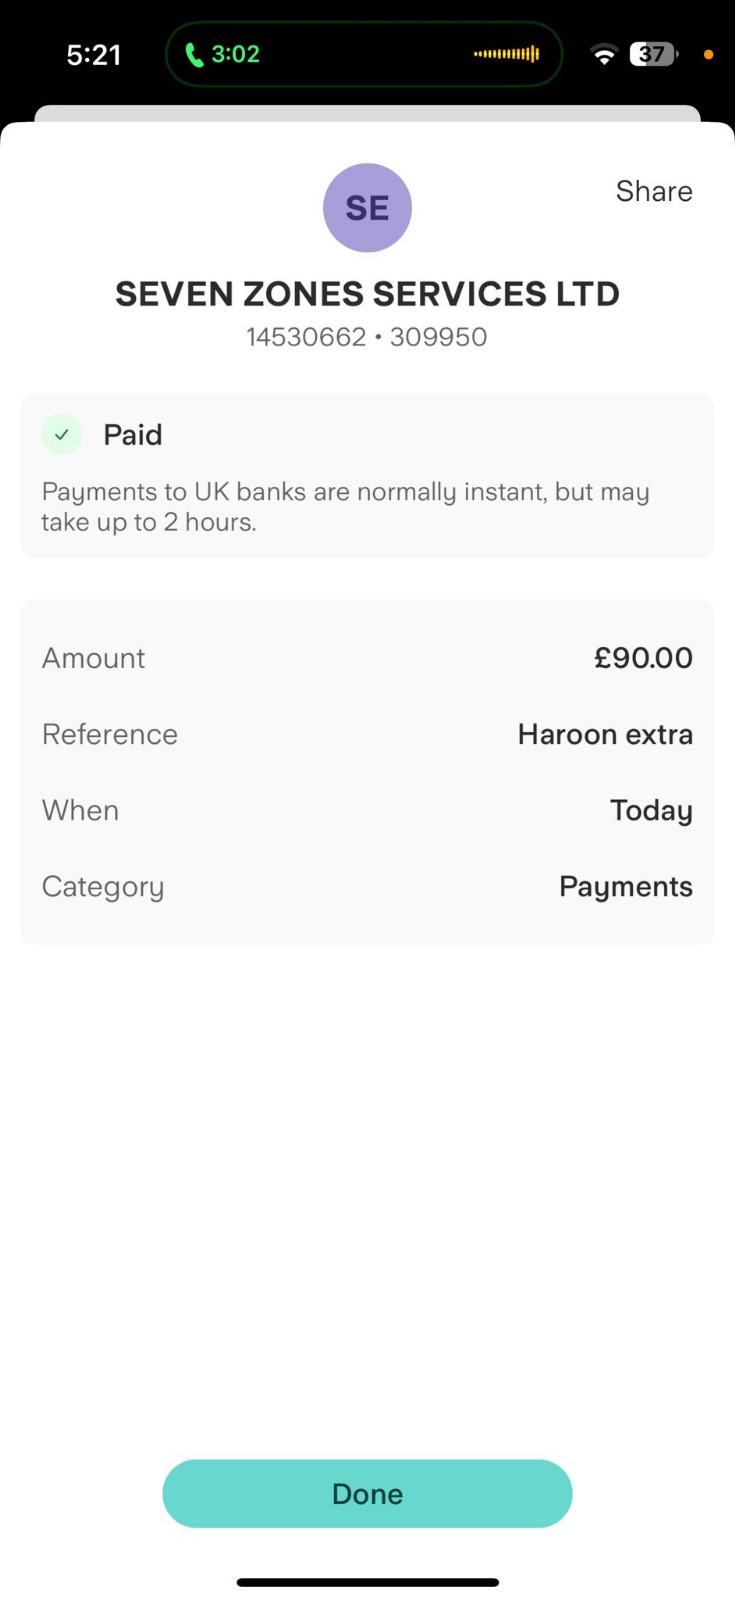 5:21
3:02
37
SE
Share
SEVEN ZONES SERVICES LTD
14530662 • 309950
Paid
Payments to UK banks are normally instant, but may
take up to 2 hours.
Amount £90.00
Reference Haroon extra
When Today
Category Payments
Done